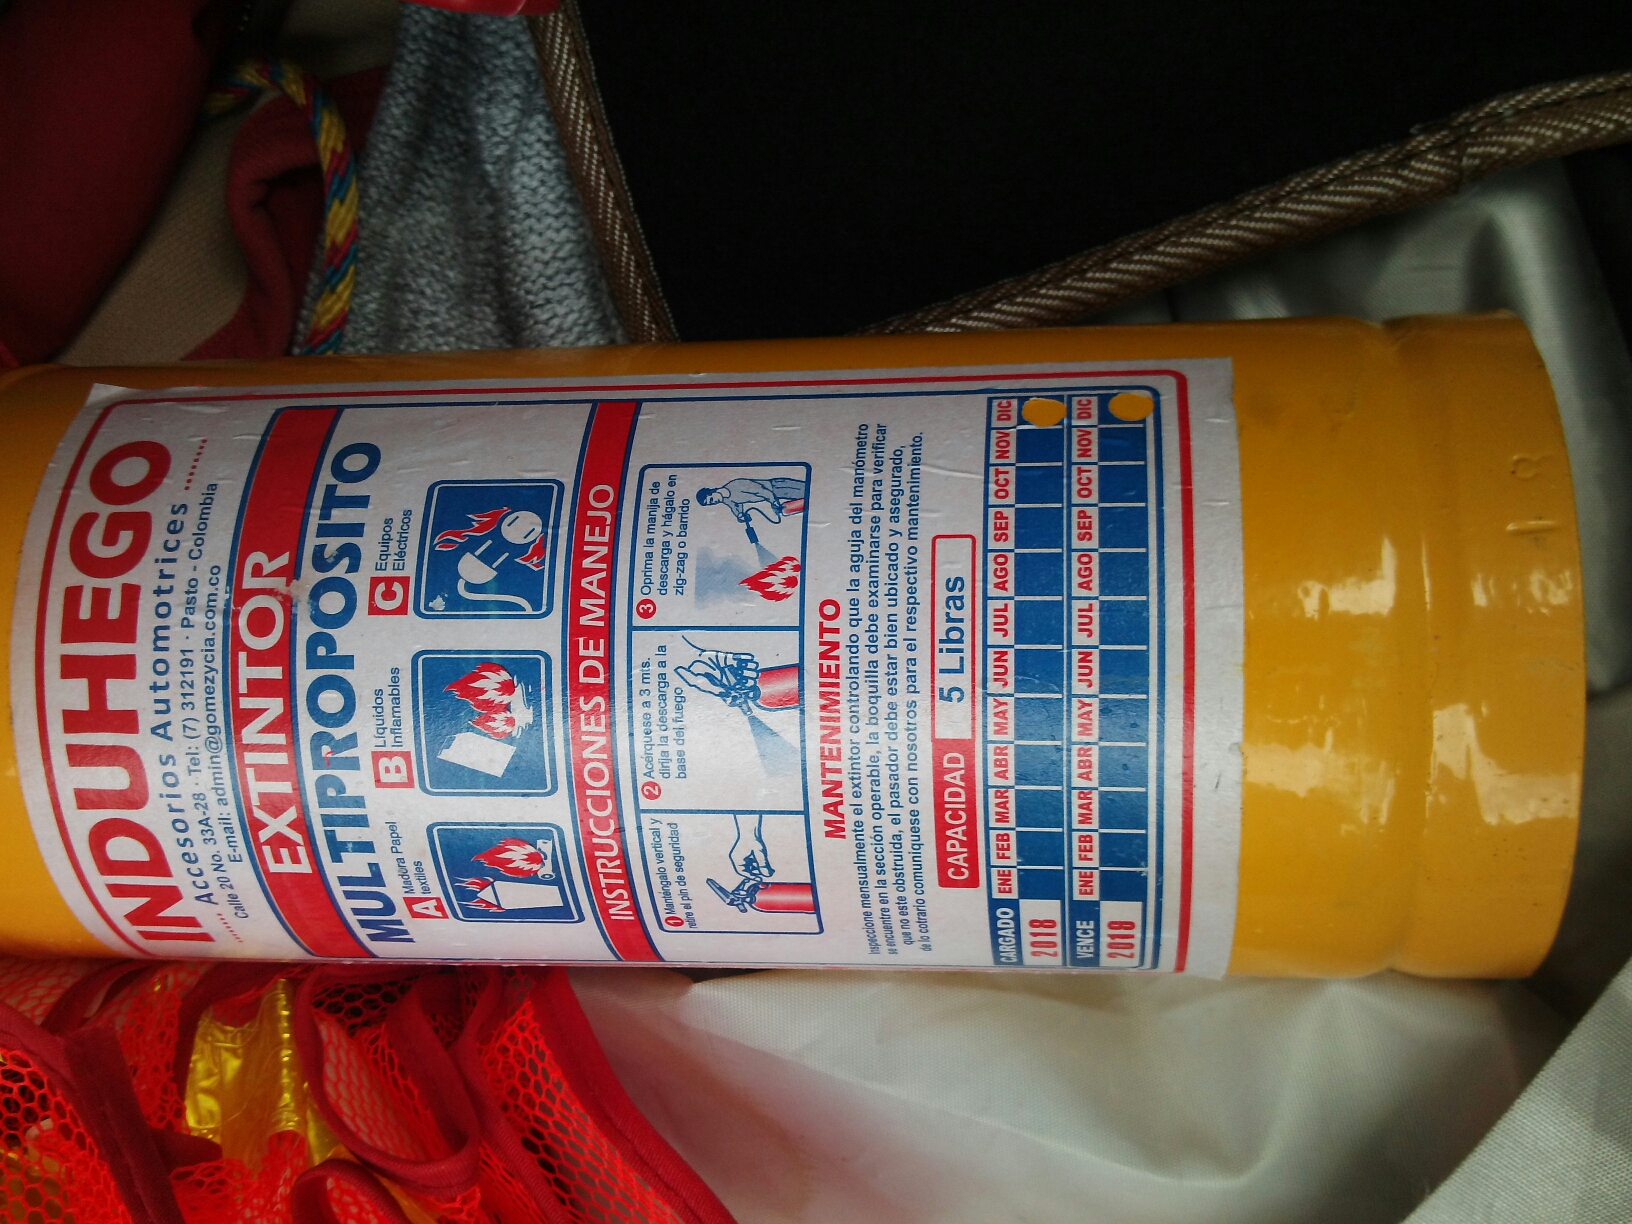 INDUHEGO
Accesorios Automotrices
Calle 20 No. 33A-28 · Tel: (7) 312191 · Pasto - Colombia
E-mail: admin@gomezycia.com.co
EXTINTOR
MULTIPROPOSITO
A Madera Papel
textiles
B Líquidos
Inflamables
C Equipos
Eléctricos
INSTRUCCIONES DE MANEJO
1 Manténgalo vertical y
retire el pin de seguridad
2 Acérquese a 3 mts.
dirija la descarga a la
base del fuego
3 Oprima la manija de
descarga y hágalo en
zig-zag o barrido
MANTENIMIENTO
Inspeccione mensualmente el extintor controlando que la aguja del manómetro
se encuentre en la sección operable, la boquilla debe examinarse para verificar
que no este obstruida, el pasador debe estar bien ubicado y asegurado,
de lo cotrario comuniquese con nosotros para el respectivo mantenimiento.
CAPACIDAD 5 Libras
CARGADO ENE FEB MAR ABR MAY JUN JUL AGO SEP OCT NOV DIC
2018
VENCE ENE FEB MAR ABR MAY JUN JUL AGO SEP OCT NOV DIC
2018